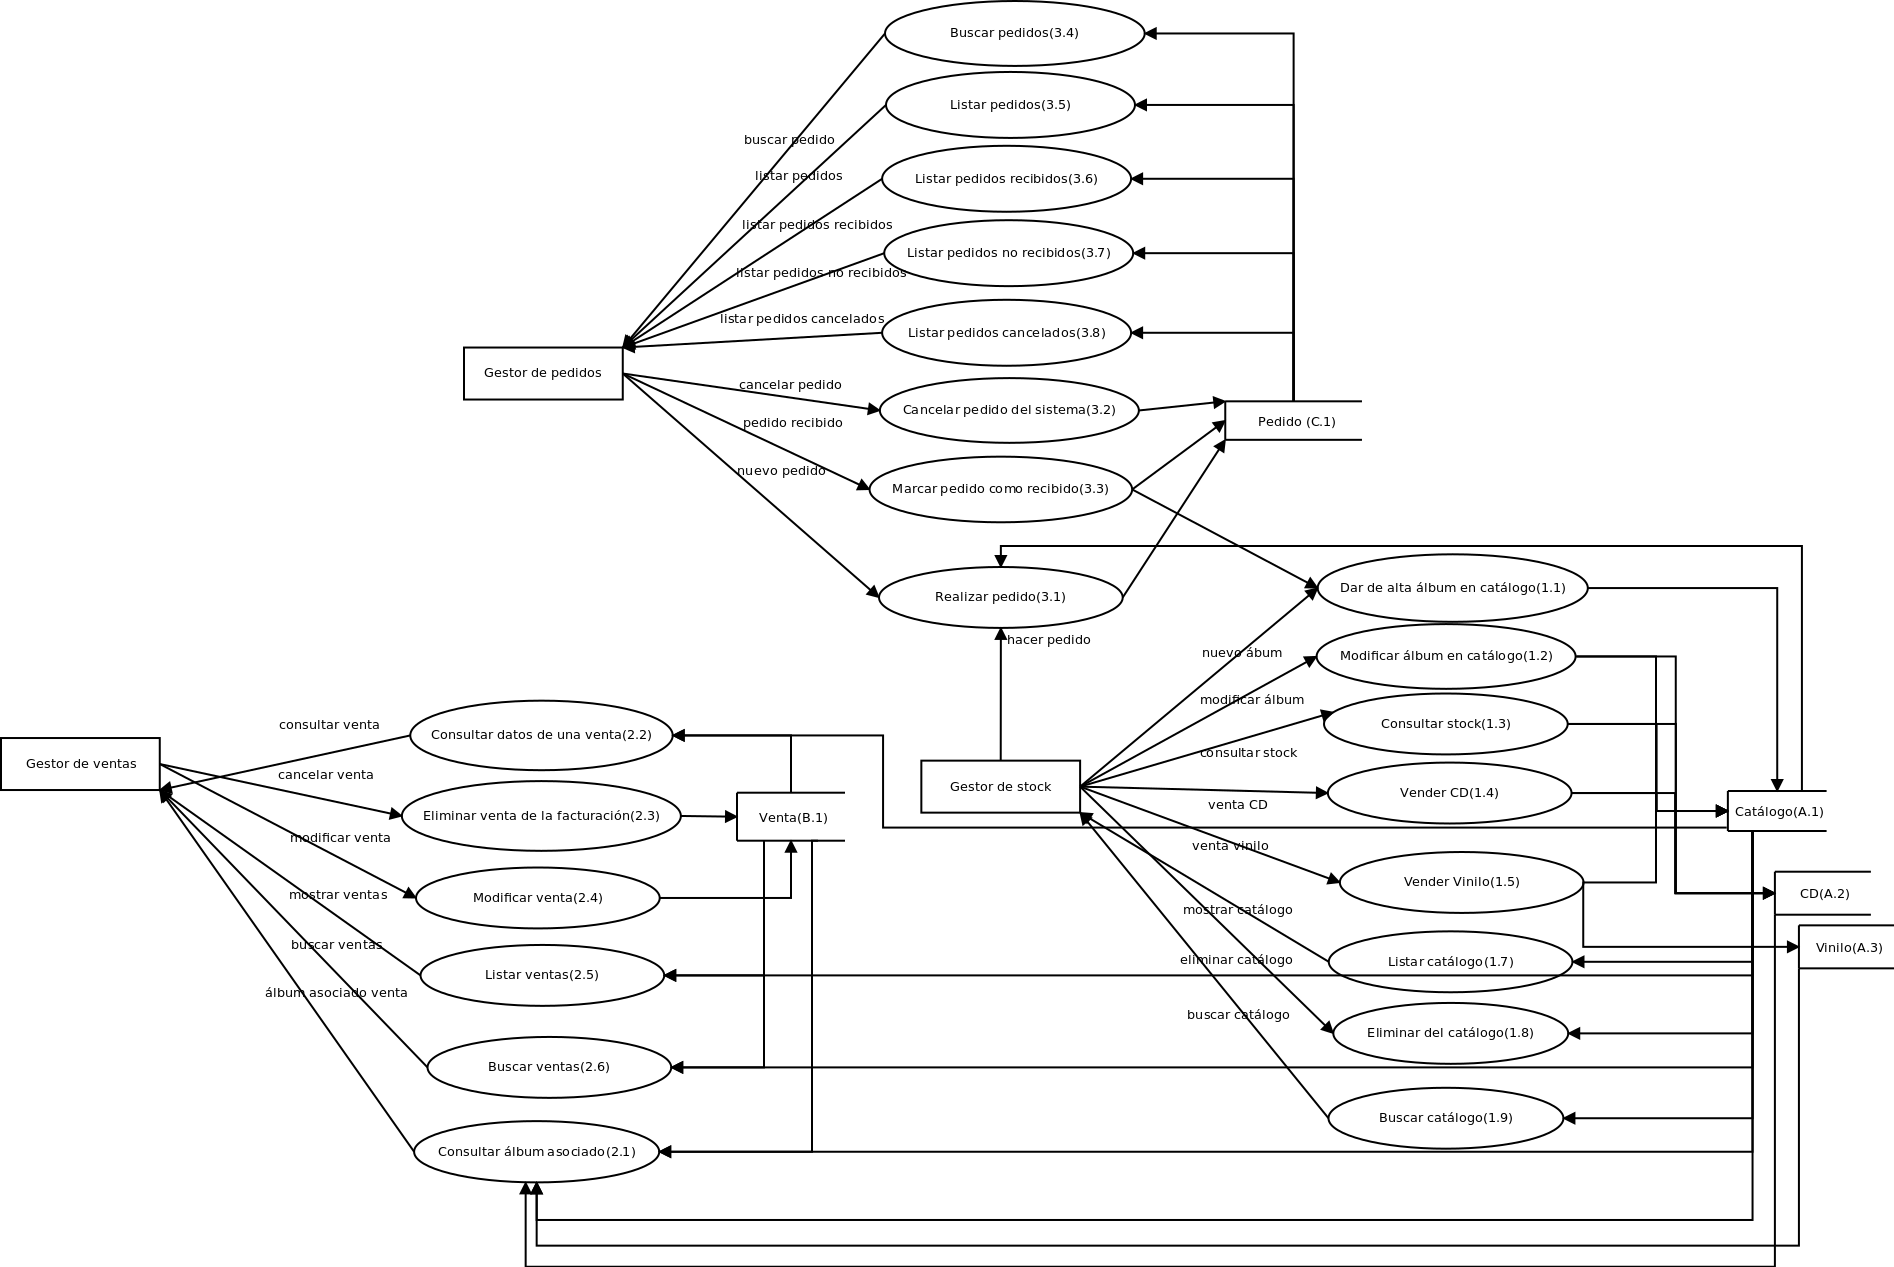 Buscar pedidos(3.4)
Listar pedidos(3.5)
buscar pedido
listar pedidos
Listar pedidos recibidos(3.6)
listar pedidos recibidos
Listar pedidos no recibidos(3.7)
listar pedidos no recibidos
listar pedidos cancelados
Listar pedidos cancelados(3.8)
Gestor de pedidos
cancelar pedido
Cancelar pedido del sistema(3.2)
Pedido (C.1)
pedido recibido
nuevo pedido
Marcar pedido como recibido(3.3)
Realizar pedido(3.1)
Dar de alta álbum en catálogo(1.1)
hacer pedido
nuevo ábum
Modificar álbum en catálogo(1.2)
modificar álbum
consultar venta
Consultar datos de una venta(2.2)
Consultar stock(1.3)
consultar stock
Gestor de ventas
cancelar venta
Gestor de stock
Vender CD(1.4)
venta CD
Eliminar venta de la facturación(2.3)
Venta(B.1)
Catálogo(A.1)
modificar venta
venta vinilo
Vender Vinilo(1.5)
CD(A.2)
mostrar ventas
Modificar venta(2.4)
mostrar catálogo
buscar ventas
Vinilo(A.3)
eliminar catálogo
Listar catálogo(1.7)
Listar ventas(2.5)
álbum asociado venta
buscar catálogo
Eliminar del catálogo(1.8)
Buscar ventas(2.6)
Buscar catálogo(1.9)
Consultar álbum asociado(2.1)